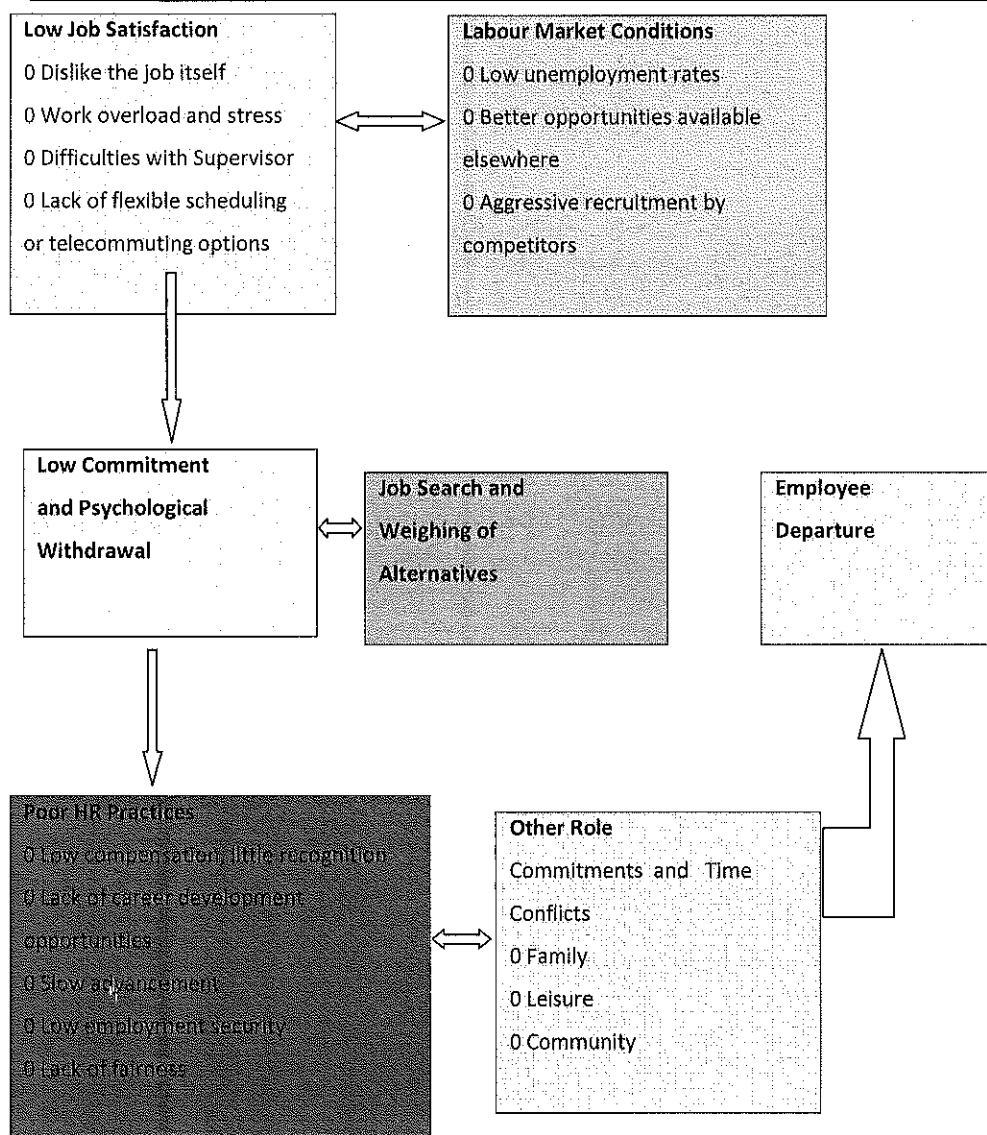 Low Job Satisfaction
0 Dislike the job itself
0 Work overload and stress
0 Difficulties with Supervisor
0 Lack of flexible scheduling
or telecommuting options
Labour Market Conditions
0 Low unemployment rates
0 Better opportunities available
elsewhere
0 Aggressive recruitment by
competitors
Low Commitment
and Psychological
Withdrawal
Job Search and
Weighing of
Alternatives
Employee
Departure
Poor HR Practices
0 Low compensation, little recognition
0 Lack of career development
opportunities
0 Slow advancement
0 Low employment security
0 Lack of fairness
Other Role
Commitments and Time
Conflicts
0 Family
0 Leisure
0 Community